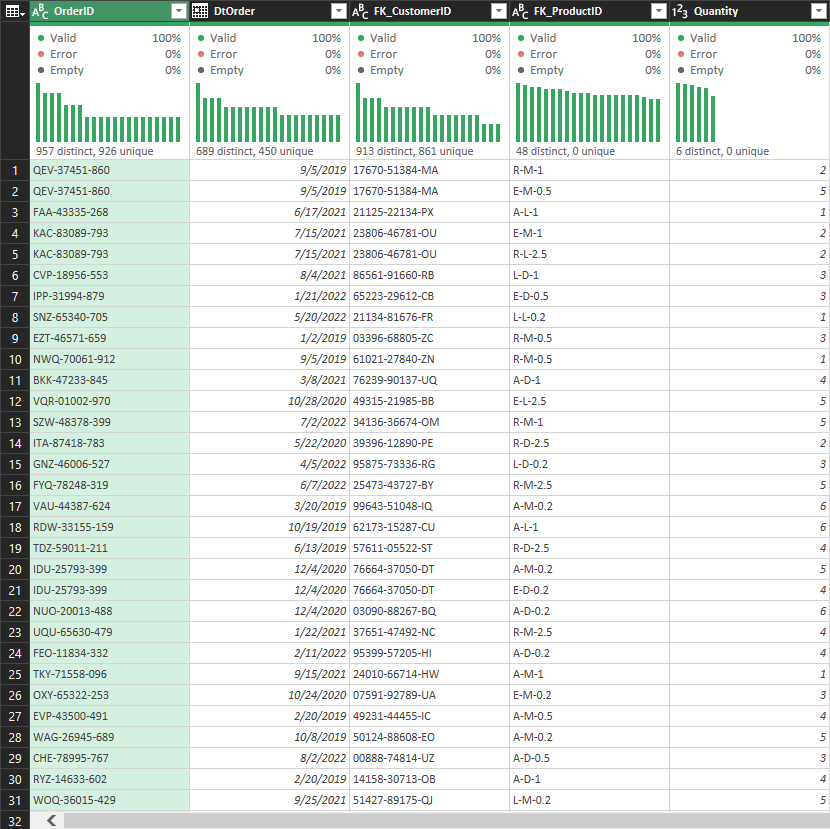 OrderID DtOrder FK_CustomerID FK_ProductID Quantity
Valid 100% Valid 100% Valid 100% Valid 100% Valid 100%
Error 0% Error 0% Error 0% Error 0% Error 0%
Empty 0% Empty 0% Empty 0% Empty 0% Empty 0%
957 distinct, 926 unique 689 distinct, 450 unique 913 distinct, 861 unique 48 distinct, 0 unique 6 distinct, 0 unique
1 QEV-37451-860 9/5/2019 17670-51384-MA R-M-1 2
2 QEV-37451-860 9/5/2019 17670-51384-MA E-M-0.5 5
3 FAA-43335-268 6/17/2021 21125-22134-PX A-L-1 1
4 KAC-83089-793 7/15/2021 23806-46781-OU E-M-1 2
5 KAC-83089-793 7/15/2021 23806-46781-OU R-L-2.5 2
6 CVP-18956-553 8/4/2021 86561-91660-RB L-D-1 3
7 IPP-31994-879 1/21/2022 65223-29612-CB E-D-0.5 3
8 SNZ-65340-705 5/20/2022 21134-81676-FR L-L-0.2 1
9 EZT-46571-659 1/2/2019 03396-68805-ZC R-M-0.5 3
10 NWQ-70061-912 9/5/2019 61021-27840-ZN R-M-0.5 1
11 BKK-47233-845 3/8/2021 76239-90137-UQ A-D-1 4
12 VQR-01002-970 10/28/2020 49315-21985-BB E-L-2.5 5
13 SZW-48378-399 7/2/2022 34136-36674-OM R-M-1 5
14 ITA-87418-783 5/22/2020 39396-12890-PE R-D-2.5 2
15 GNZ-46006-527 4/5/2022 95875-73336-RG L-D-0.2 3
16 FYQ-78248-319 6/7/2022 25473-43727-BY R-M-2.5 5
17 VAU-44387-624 3/20/2019 99643-51048-IQ A-M-0.2 6
18 RDW-33155-159 10/19/2019 62173-15287-CU A-L-1 6
19 TDZ-59011-211 6/13/2019 57611-05522-ST R-D-2.5 4
20 IDU-25793-399 12/4/2020 76664-37050-DT A-M-0.2 5
21 IDU-25793-399 12/4/2020 76664-37050-DT E-D-0.2 4
22 NUO-20013-488 12/4/2020 03090-88267-BQ A-D-0.2 6
23 UQU-65630-479 1/22/2021 37651-47492-NC R-M-2.5 4
24 FEO-11834-332 2/11/2022 95399-57205-HI A-D-0.2 4
25 TKY-71558-096 9/15/2021 24010-66714-HW A-M-1 1
26 OXY-65322-253 10/24/2020 07591-92789-UA E-M-0.2 3
27 EVP-43500-491 2/20/2019 49231-44455-IC A-M-0.5 4
28 WAG-26945-689 10/8/2019 50124-88608-EO A-M-0.2 5
29 CHE-78995-767 8/2/2022 00888-74814-UZ A-D-0.5 3
30 RYZ-14633-602 2/20/2019 14158-30713-OB A-D-1 4
31 WOQ-36015-429 9/25/2021 51427-89175-QJ L-M-0.2 5
32